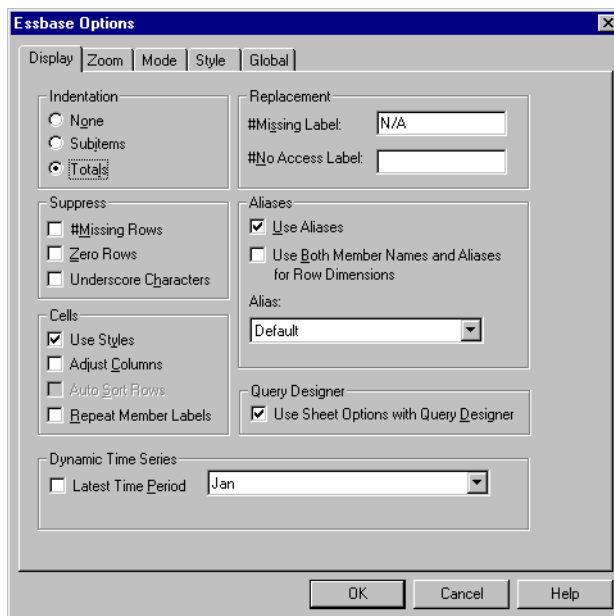 Essbase Options
Display Zoom Mode Style Global
Indentation
None
Subitems
Totals
Replacement
#Missing Label: N/A
#No Access Label:
Suppress
#Missing Rows
Zero Rows
Underscore Characters
Aliases
Use Aliases
Use Both Member Names and Aliases
for Row Dimensions
Alias:
Default
Cells
Use Styles
Adjust Columns
Auto Sort Rows
Repeat Member Labels
Query Designer
Use Sheet Options with Query Designer
Dynamic Time Series
Latest Time Period Jan
OK Cancel Help